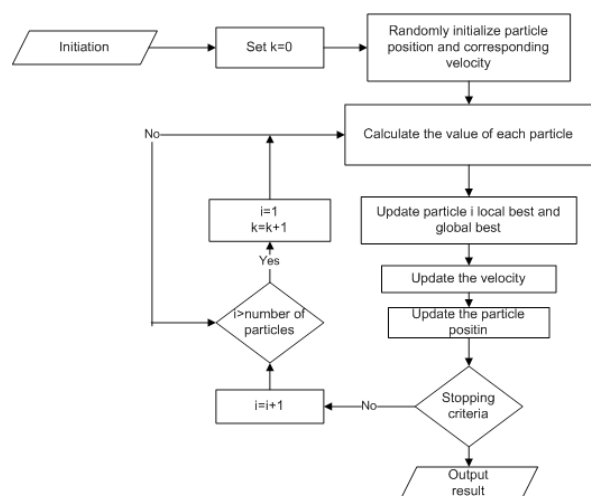 Initiation
Set k=0
Randomly initialize particle
position and corresponding
velocity
No
Calculate the value of each particle
i=1
k=k+1
Update particle i local best and
global best
Yes
Update the velocity
i>number of
particles
Update the particle
positin
i=i+1
No
Stopping
criteria
Output
result